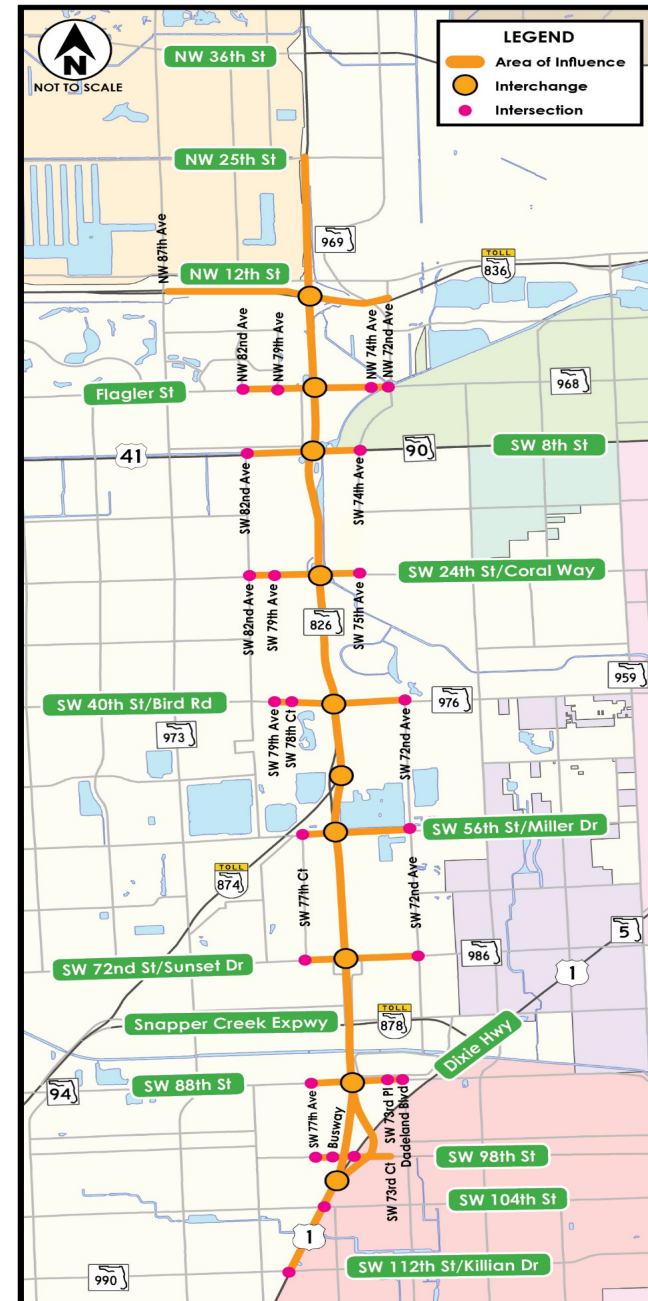 N
NOT TO SCALE
LEGEND
Area of Influence
Interchange
Intersection
NW 36th St
NW 25th St
969
NW 87th Ave
NW 12th St
TOLL
836
NW 82nd Ave
NW 79th Ave
NW 74th Ave
NW 72nd Ave
Flagler St
968
41
90
SW 8th St
SW 82nd Ave
SW 74th Ave
SW 24th St/Coral Way
SW 82nd Ave
SW 79th Ave
826
SW 75th Ave
959
SW 40th St/Bird Rd
976
973
SW 79th Ave
SW 78th Ct
SW 72nd Ave
SW 56th St/Miller Dr
TOLL
874
SW 77th Ct
SW 72nd Ave
5
SW 72nd St/Sunset Dr
986
1
Snapper Creek Expwy
TOLL
878
Dixie Hwy
94
SW 88th St
SW 77th Ave
Busway
SW 73rd Pl
Dadeland Blvd
SW 98th St
SW 73rd Ct
SW 104th St
1
SW 112th St/Killian Dr
990